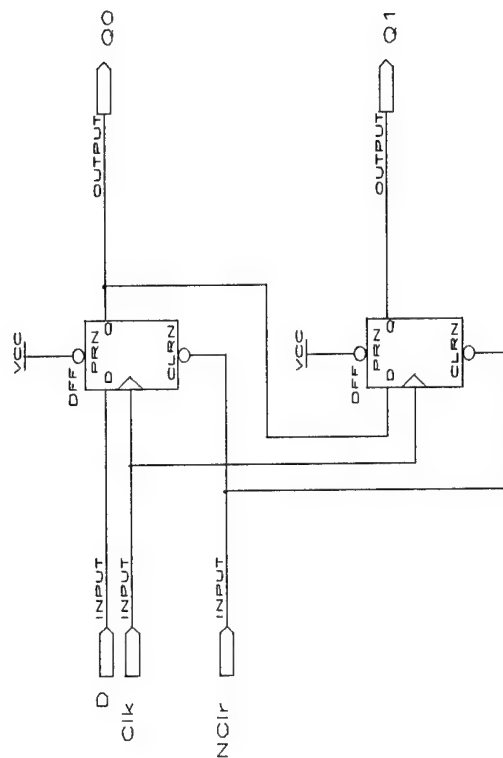 D
INPUT
Clk
INPUT
NClr
INPUT
VCC
DFF
PRN
D
Q
CLRN
OUTPUT
Q0
VCC
DFF
PRN
D
Q
CLRN
OUTPUT
Q1